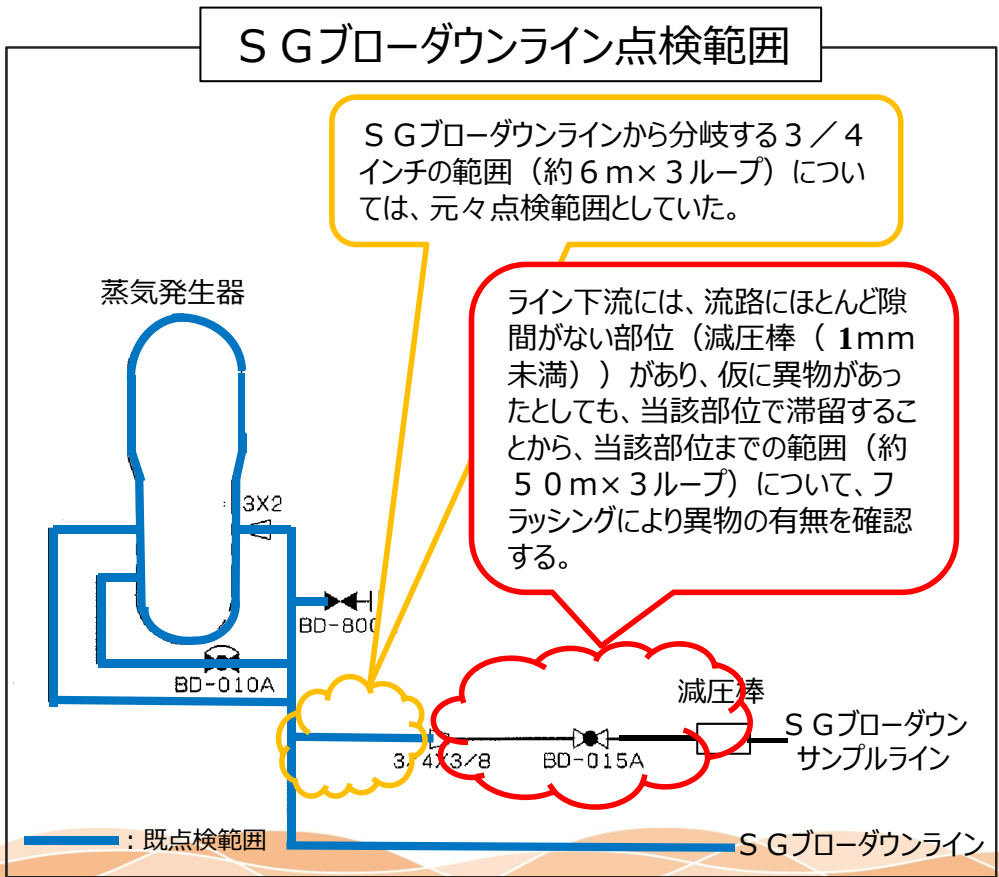 ＳＧブローダウンライン点検範囲
ＳＧブローダウンラインから分岐する３／４
インチの範囲（約６ｍ×３ループ）につい
ては、元々点検範囲としていた。
蒸気発生器
ライン下流には、流路にほとんど隙
間がない部位（減圧棒（ 1mm
未満））があり、仮に異物があっ
たとしても、当該部位で滞留するこ
とから、当該部位までの範囲（約
５０ｍ×３ループ）について、フ
ラッシングにより異物の有無を確認
する。
3X2
BD-800
BD-010A
減圧棒
3/4X3/8
BD-015A
ＳＧブローダウン
サンプルライン
：既点検範囲
ＳＧブローダウンライン